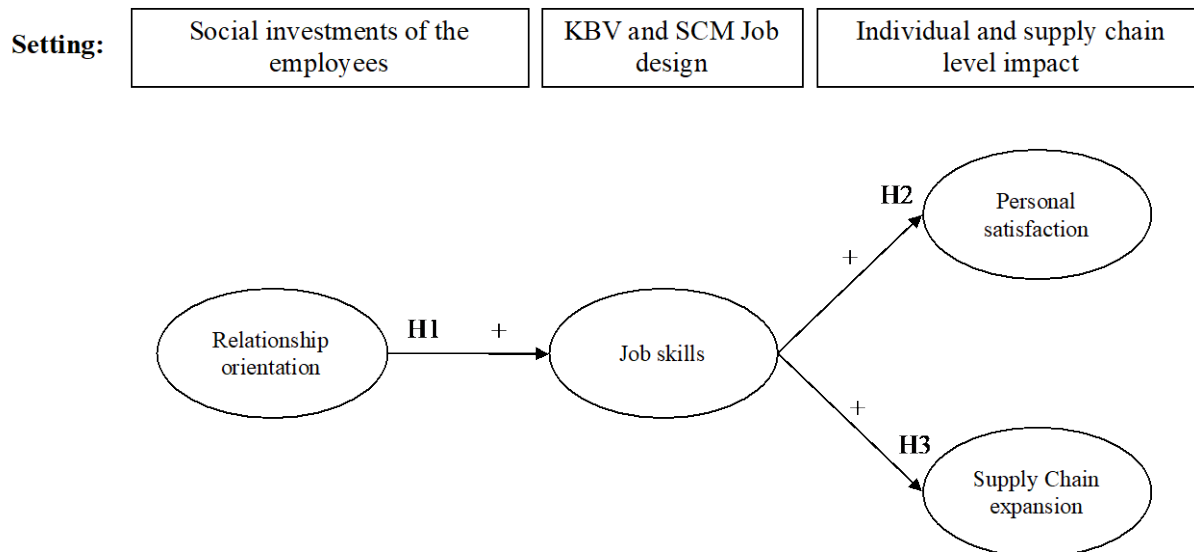 Setting:
Social investments of the
employees
KBV and SCM Job
design
Individual and supply chain
level impact
H2
Personal
satisfaction
+
Relationship
orientation
H1
+
Job skills
+
H3
Supply Chain
expansion